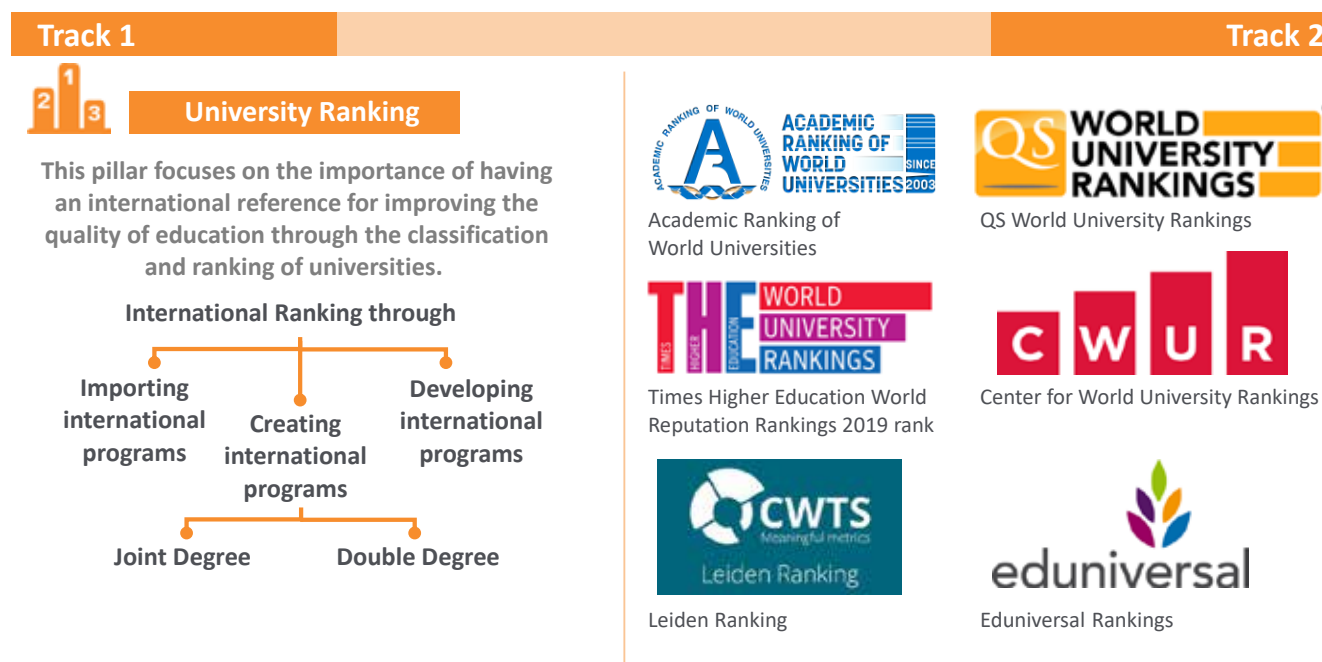 Track 1
Track 2
1
2
3
University Ranking
This pillar focuses on the importance of having
an international reference for improving the
quality of education through the classification
and ranking of universities.
International Ranking through
Importing
international
programs
Creating
international
programs
Developing
international
programs
Joint Degree
Double Degree
ACADEMIC RANKING OF WORLD UNIVERSITIES
A
ACADEMIC
RANKING OF
WORLD
UNIVERSITIES
SINCE
2003
Academic Ranking of
World Universities
QS
WORLD
UNIVERSITY
RANKINGS
QS World University Rankings
THE
TIMES
HIGHER
EDUCATION
WORLD
UNIVERSITY
RANKINGS
Times Higher Education World
Reputation Rankings 2019 rank
C W U R
Center for World University Rankings
CWTS
Meaningful metrics
Leiden Ranking
Leiden Ranking
eduniversal
Eduniversal Rankings